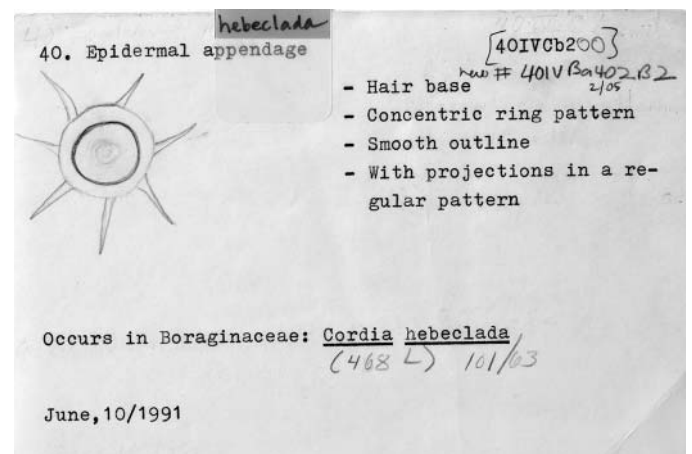 hebeclada
40. Epidermal appendage
[40IVCb200]
new # 40IVBa402B2
2/05
- Hair base
- Concentric ring pattern
- Smooth outline
- With projections in a re-
gular pattern
Occurs in Boraginaceae: Cordia hebeclada
(468 L) 101/63
June,10/1991